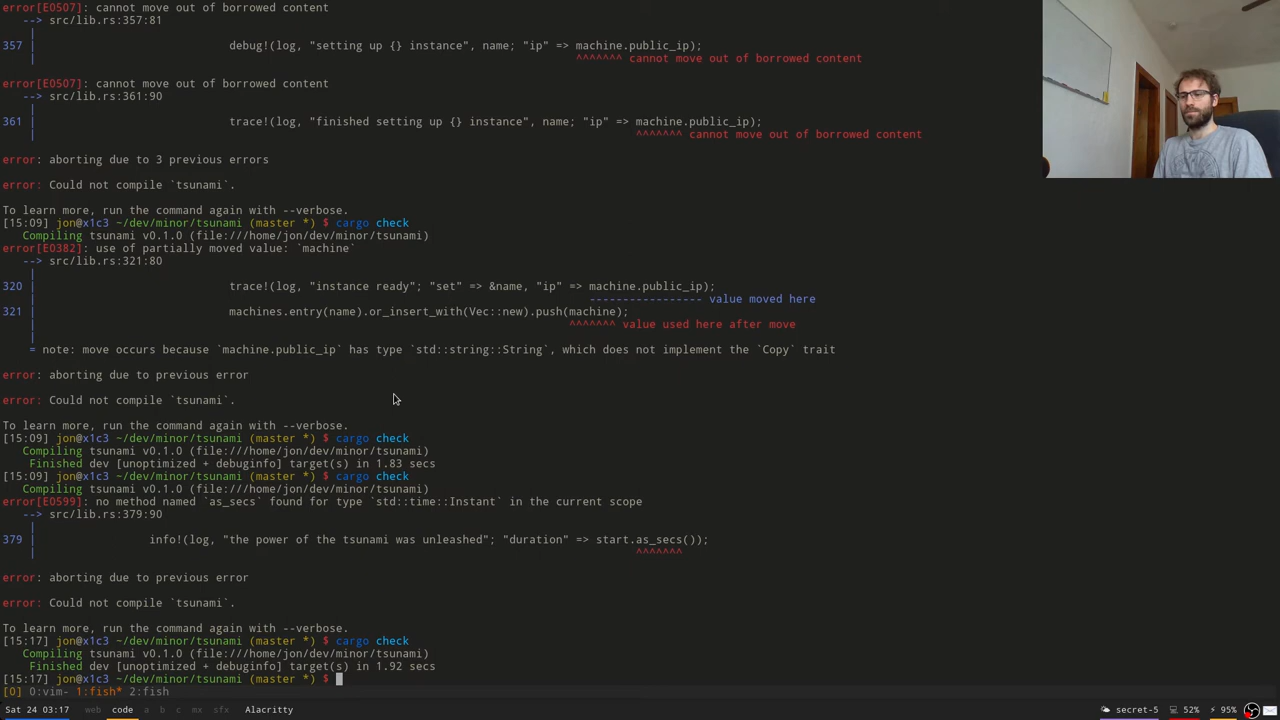 error[E0507]: cannot move out of borrowed content
--> src/lib.rs:357:81
|
357 | debug!(log, "setting up {} instance", name; "ip" => machine.public_ip);
| ^^^^^^^ cannot move out of borrowed content
error[E0507]: cannot move out of borrowed content
--> src/lib.rs:361:90
|
361 | trace!(log, "finished setting up {} instance", name; "ip" => machine.public_ip);
| ^^^^^^^ cannot move out of borrowed content
error: aborting due to 3 previous errors
error: Could not compile `tsunami`.
To learn more, run the command again with --verbose.
[15:09] jon@x1c3 ~/dev/minor/tsunami (master *) $ cargo check
Compiling tsunami v0.1.0 (file:///home/jon/dev/minor/tsunami)
error[E0382]: use of partially moved value: `machine`
--> src/lib.rs:321:80
|
320 | trace!(log, "instance ready"; "set" => &name, "ip" => machine.public_ip);
| ----------------- value moved here
321 | machines.entry(name).or_insert_with(Vec::new).push(machine);
| ^^^^^^^ value used here after move
|
= note: move occurs because `machine.public_ip` has type `std::string::String`, which does not implement the `Copy` trait
error: aborting due to previous error
error: Could not compile `tsunami`.
To learn more, run the command again with --verbose.
[15:09] jon@x1c3 ~/dev/minor/tsunami (master *) $ cargo check
Compiling tsunami v0.1.0 (file:///home/jon/dev/minor/tsunami)
Finished dev [unoptimized + debuginfo] target(s) in 1.83 secs
[15:09] jon@x1c3 ~/dev/minor/tsunami (master *) $ cargo check
Compiling tsunami v0.1.0 (file:///home/jon/dev/minor/tsunami)
error[E0599]: no method named `as_secs` found for type `std::time::Instant` in the current scope
--> src/lib.rs:379:90
|
379 | info!(log, "the power of the tsunami was unleashed"; "duration" => start.as_secs());
| ^^^^^^^
error: aborting due to previous error
error: Could not compile `tsunami`.
To learn more, run the command again with --verbose.
[15:17] jon@x1c3 ~/dev/minor/tsunami (master *) $ cargo check
Compiling tsunami v0.1.0 (file:///home/jon/dev/minor/tsunami)
Finished dev [unoptimized + debuginfo] target(s) in 1.92 secs
[15:17] jon@x1c3 ~/dev/minor/tsunami (master *) $
[0] 0:vim- 1:fish* 2:fish
Sat 24 03:17 web code a b c mx sfx Alacritty secret-5 52% 95%